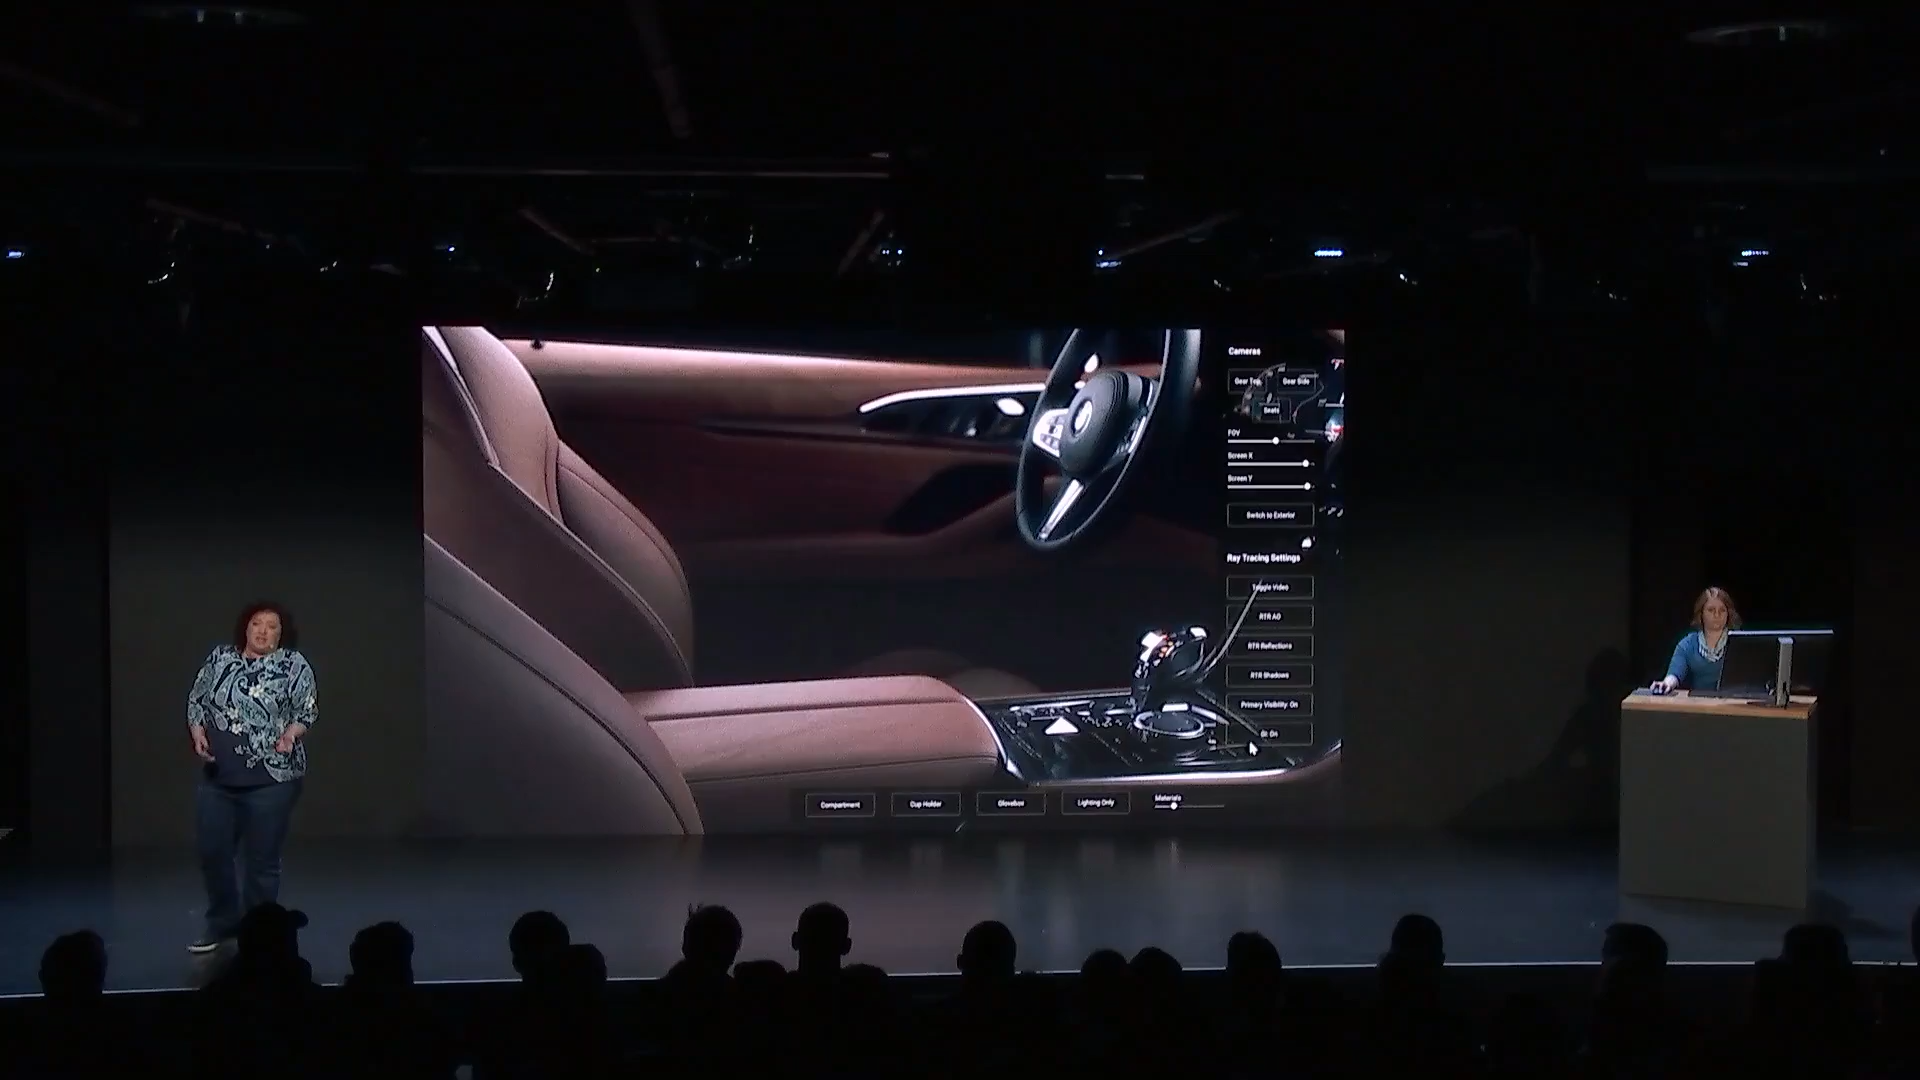 Cameras
Gear Top
Gear Side
Seats
FOV
Screen X
Screen Y
Switch to Exterior
Ray Tracing Settings
Toggle Video
RTR AO
RTR Reflections
RTR Shadows
Primary Visibility: On
GI: On
Compartment
Cup Holder
Glovebox
Lighting Only
Materials